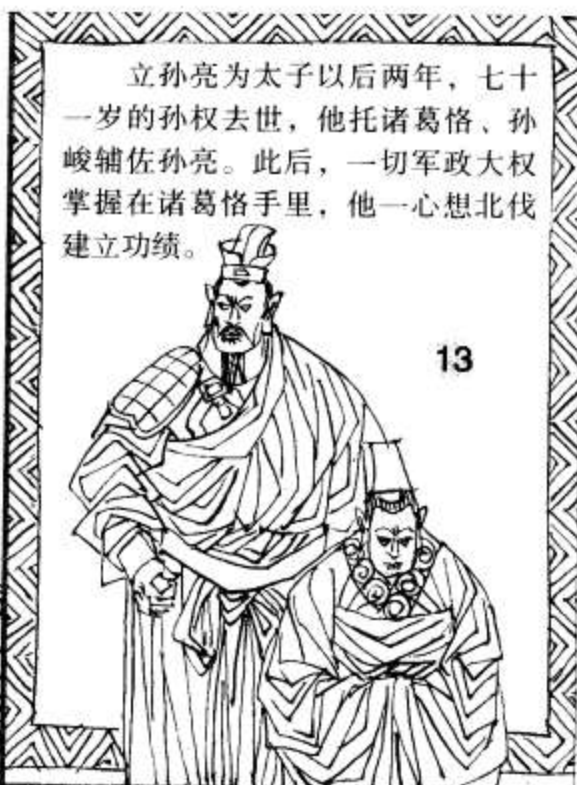 立孙亮为太子以后两年，七十
一岁的孙权去世，他托诸葛恪、孙
峻辅佐孙亮。此后，一切军政大权
掌握在诸葛恪手里，他一心想北伐
建立功绩。
13